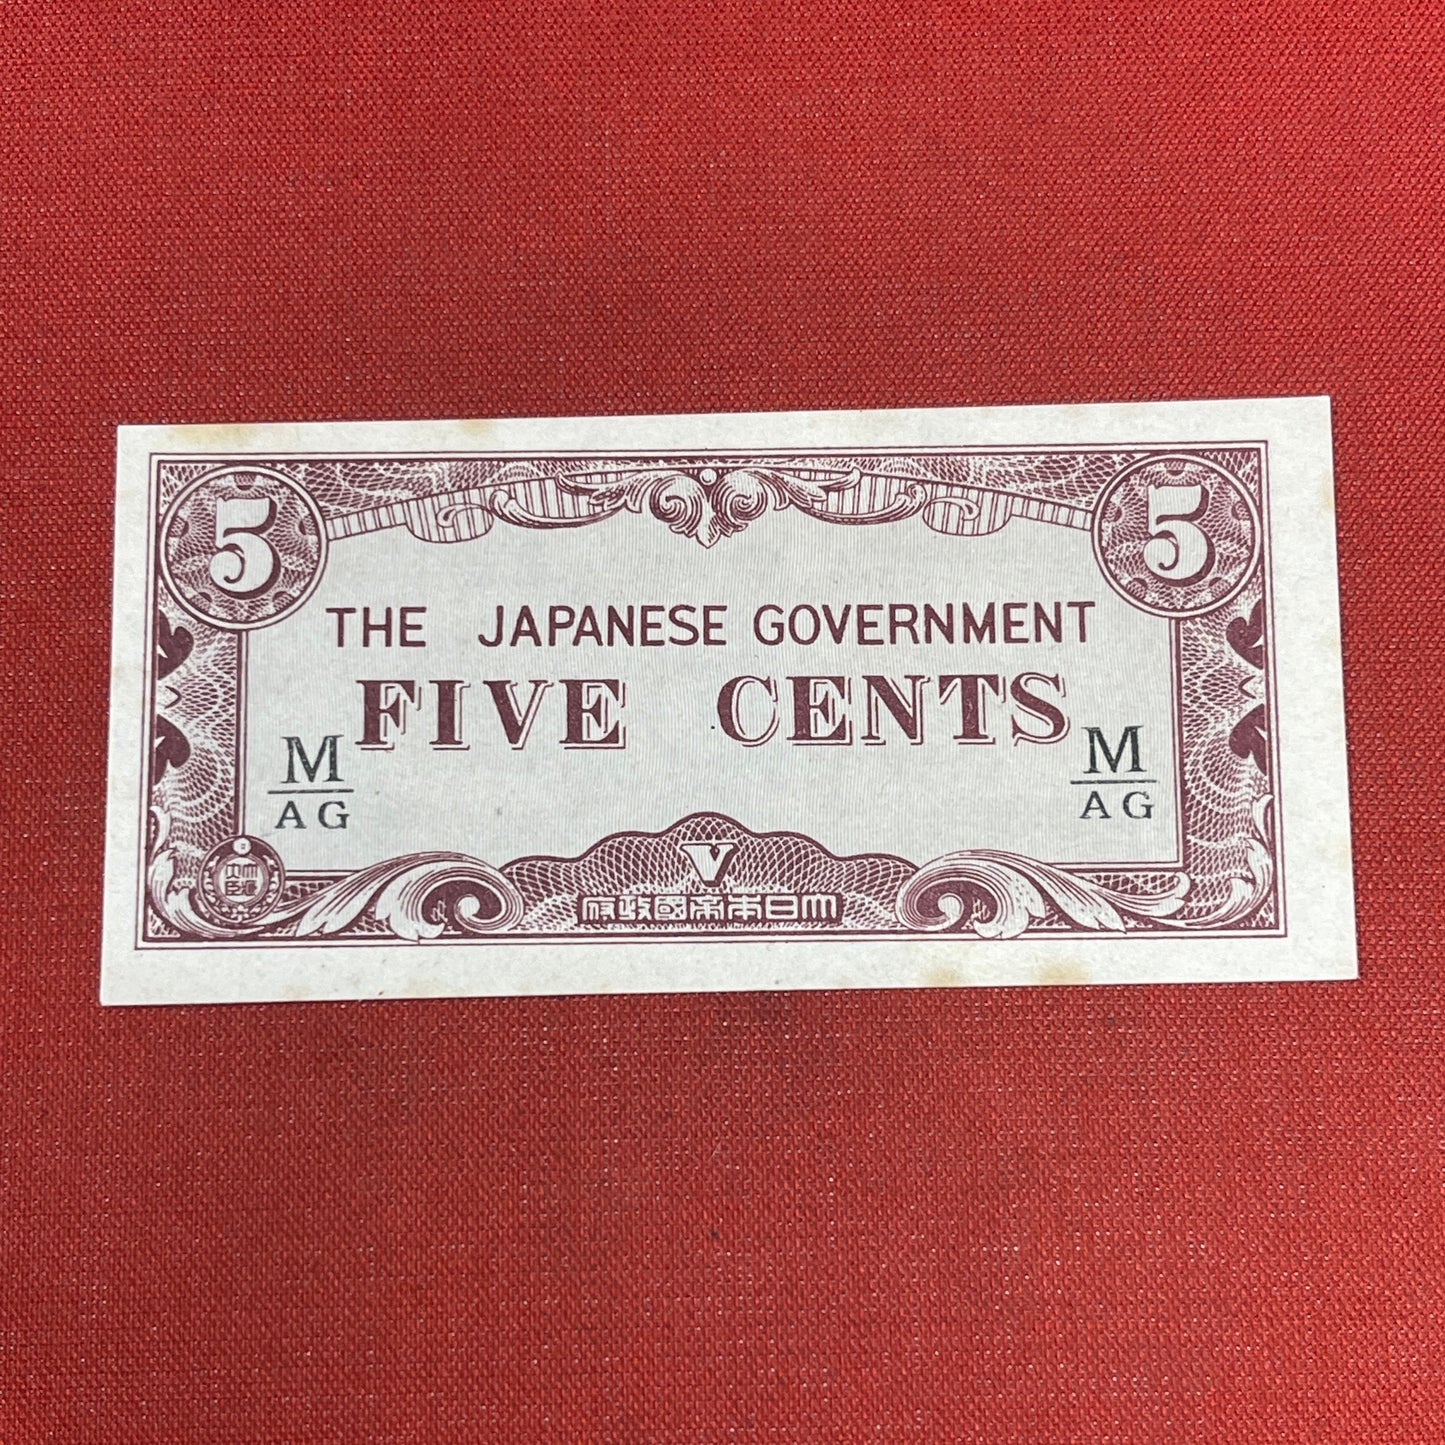 5 5
THE JAPANESE GOVERNMENT
FIVE CENTS
M M
AG AG
V
府政國帝本日大